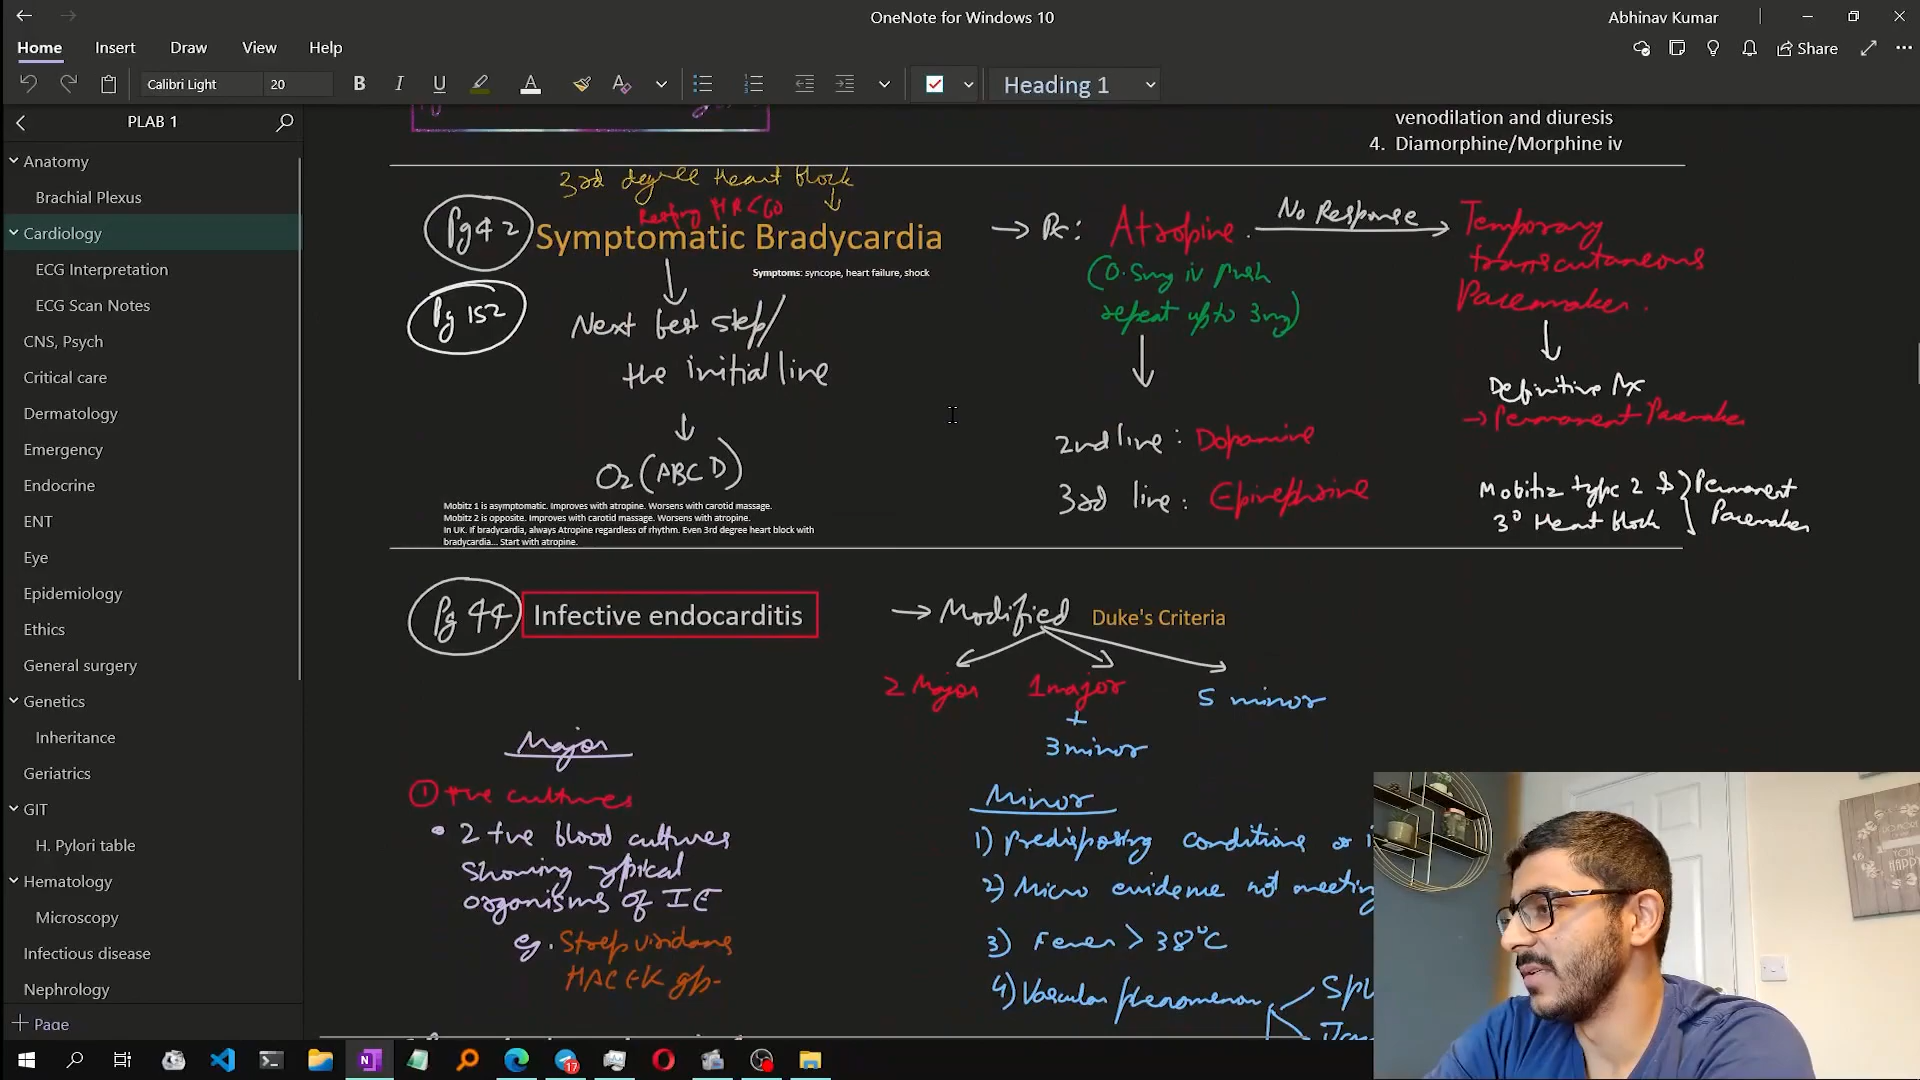 OneNote for Windows 10
Abhinav Kumar
Home Insert Draw View Help
Share
Calibri Light 20 B I U A A Heading 1
PLAB 1
Anatomy
Brachial Plexus
Cardiology
ECG Interpretation
ECG Scan Notes
CNS, Psych
Critical care
Dermatology
Emergency
Endocrine
ENT
Eye
Epidemiology
Ethics
General surgery
Genetics
Inheritance
Geriatrics
GIT
H. Pylori table
Hematology
Microscopy
Infectious disease
Nephrology
+ Page
venodilation and diuresis
4. Diamorphine/Morphine iv
3rd degree Heart block
Resting HR < 60
Pg 42
Symptomatic Bradycardia
Symptoms: syncope, heart failure, shock
Pg 152
Next best step/
the initial line
O2 (ABCD)
Mobitz 1 is asymptomatic. Improves with atropine. Worsens with carotid massage.
Mobitz 2 is opposite. Improves with carotid massage. Worsens with atropine.
In UK. If bradycardia, always Atropine regardless of rhythm. Even 3rd degree heart block with
bradycardia... Start with atropine.
Rx: Atropine.
(0.5mg iv push
repeat upto 3mg)
2nd line: Dopamine
3rd line: Epinephrine
No Response
Temporary
transcutaneous
Pacemaker.
Definitive Rx
→ Permanent Pacemaker
Mobitz type 2 & Permanent
3° Heart block Pacemaker
Pg 44
Infective endocarditis
→ Modified Duke's Criteria
2 Major 1 major 5 minor
+
3 minor
Major
① +ve cultures
• 2 +ve blood cultures
showing typical
organisms of IE
eg. Strep viridans
HACEK gp-
Minor
1) Predisposing conditions or
2) Micro evidence not meeting
3) Fever > 38°C
4) Vascular phenomenon
17
YOU
HAPPY